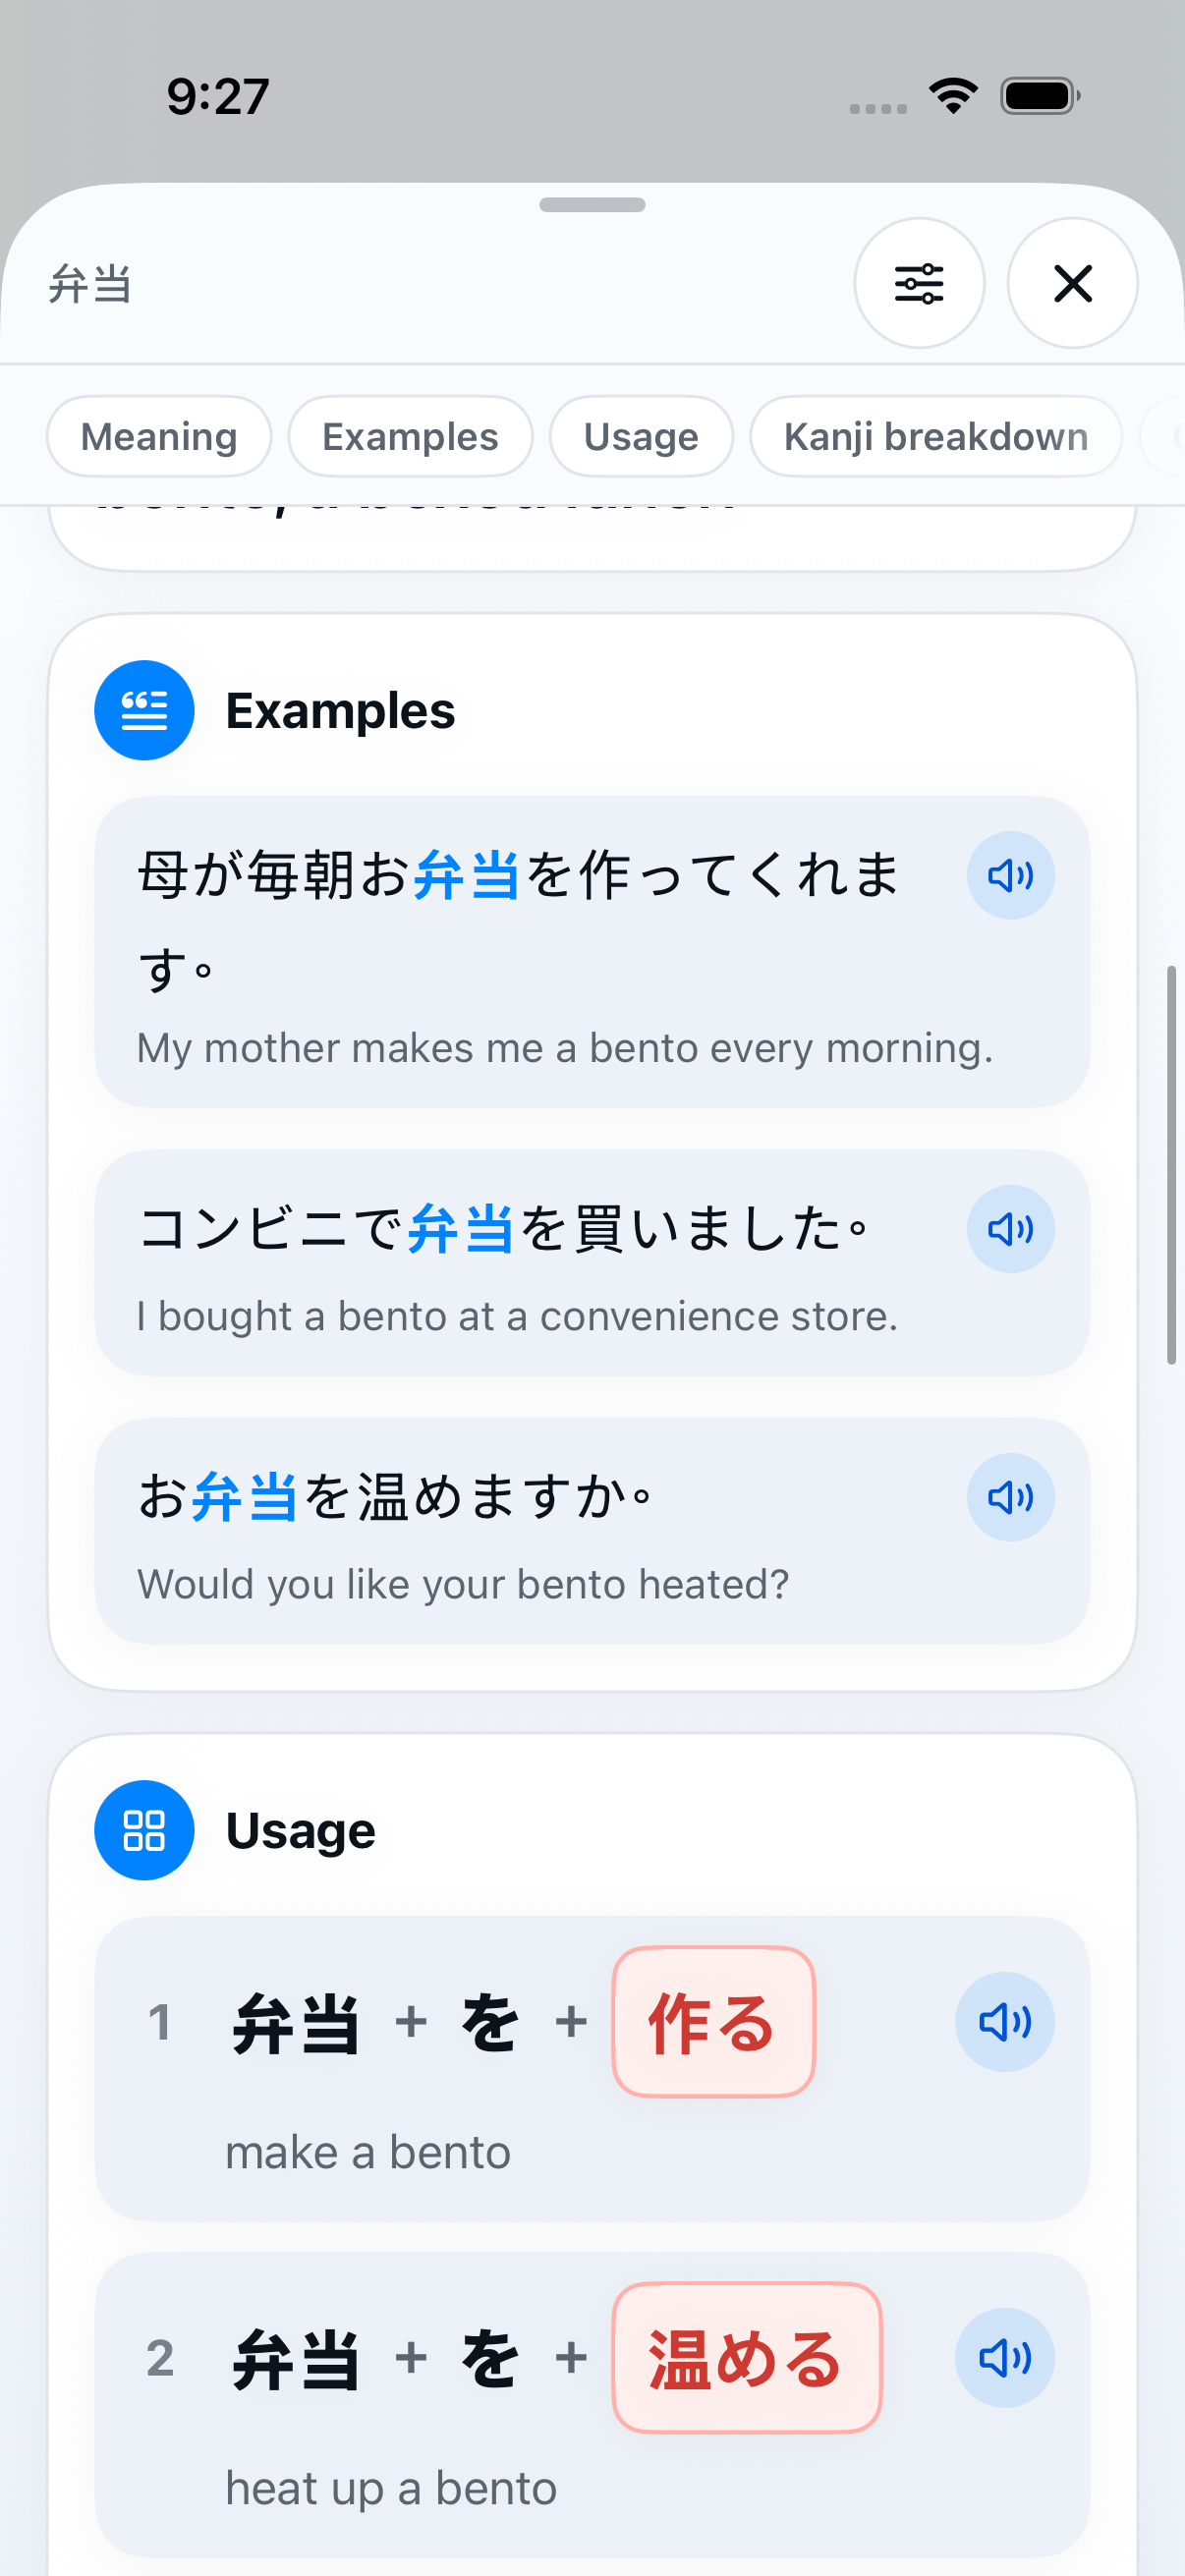 9:27
弁当
Meaning
Examples
Usage
Kanji breakdown
Examples
母が毎朝お弁当を作ってくれま
す。
My mother makes me a bento every morning.
コンビニで弁当を買いました。
I bought a bento at a convenience store.
お弁当を温めますか。
Would you like your bento heated?
Usage
1 弁当 + を + 作る
make a bento
2 弁当 + を + 温める
heat up a bento